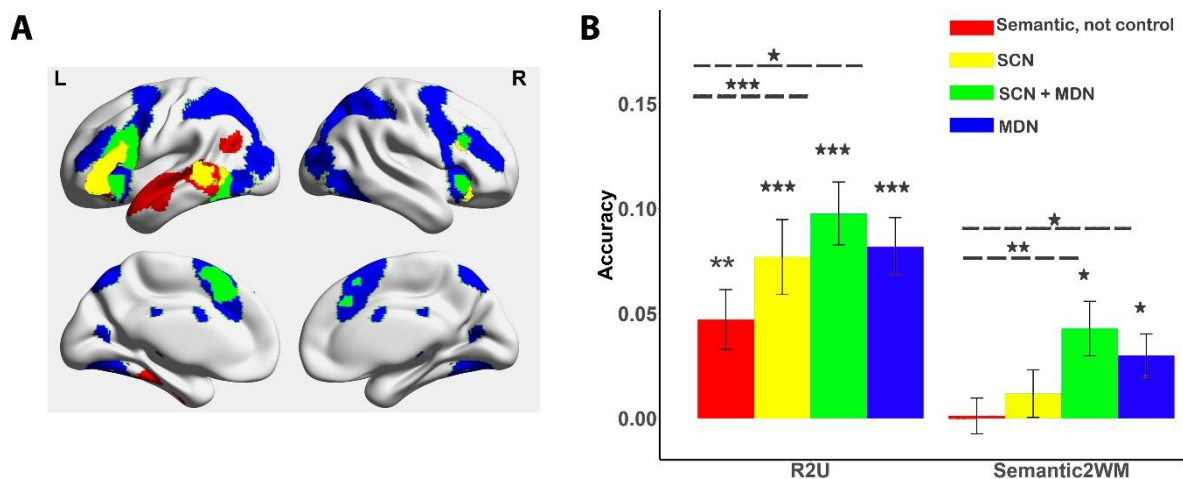 A
L
R
B
Semantic, not control
SCN
SCN + MDN
MDN
*
***
0.15
***
***
***
0.10
**
*
**
*
*
0.05
0.00
Accuracy
R2U
Semantic2WM